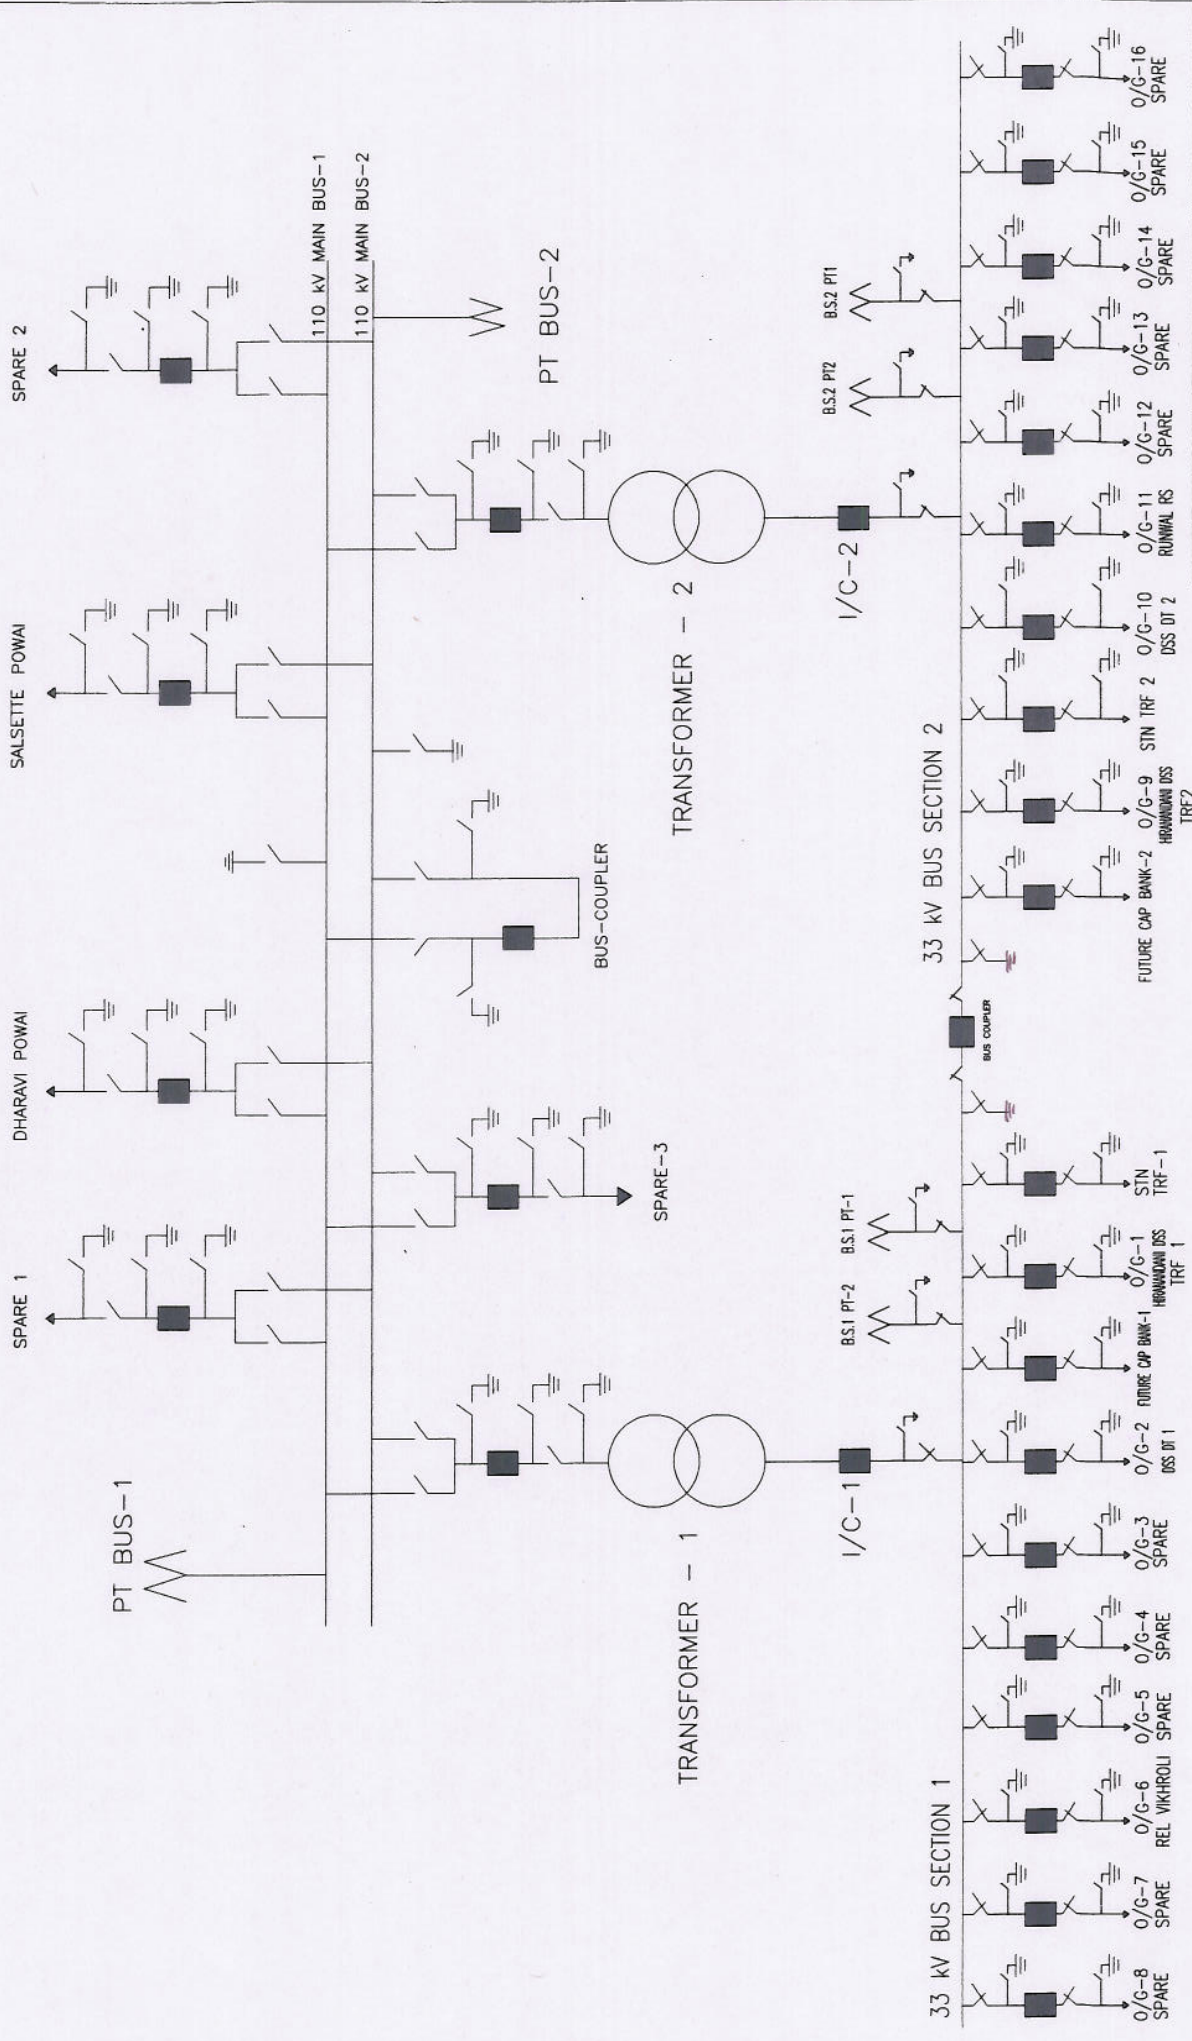 SPARE 1
DHARAVI POWAI
SALSETTE POWAI
SPARE 2
PT BUS-1
110 kV MAIN BUS-1
110 kV MAIN BUS-2
PT BUS-2
SPARE-3
BUS-COUPLER
TRANSFORMER - 1
TRANSFORMER - 2
I/C-1
B.S.1 PT-2
B.S.1 PT-1
I/C-2
B.S.2 PT2
B.S.2 PT1
33 kV BUS SECTION 1
33 kV BUS SECTION 2
BUS COUPLER
O/G-8
SPARE
O/G-7
SPARE
O/G-6
REL VIKHROLI
O/G-5
SPARE
O/G-4
SPARE
O/G-3
SPARE
O/G-2
DSS DT 1
FUTURE CAP BANK-1
O/G-1
HIRANANDANI DSS
TRF 1
STN
TRF-1
FUTURE CAP BANK-2
O/G-9
HIRANANDANI DSS
TRF2
STN TRF 2
O/G-10
DSS DT 2
O/G-11
RUNWAL RS
O/G-12
SPARE
O/G-13
SPARE
O/G-14
SPARE
O/G-15
SPARE
O/G-16
SPARE